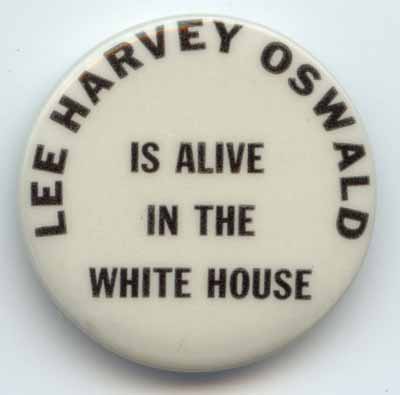 LEE HARVEY OSWALD
IS ALIVE
IN THE
WHITE HOUSE